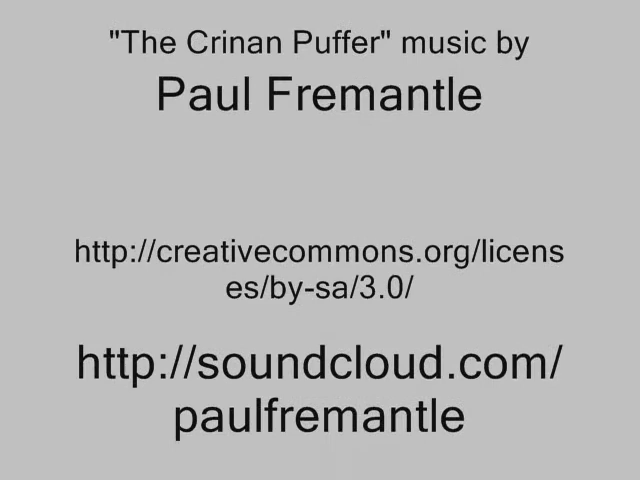 "The Crinan Puffer" music by
Paul Fremantle
http://creativecommons.org/licens
es/by-sa/3.0/
http://soundcloud.com/
paulfremantle